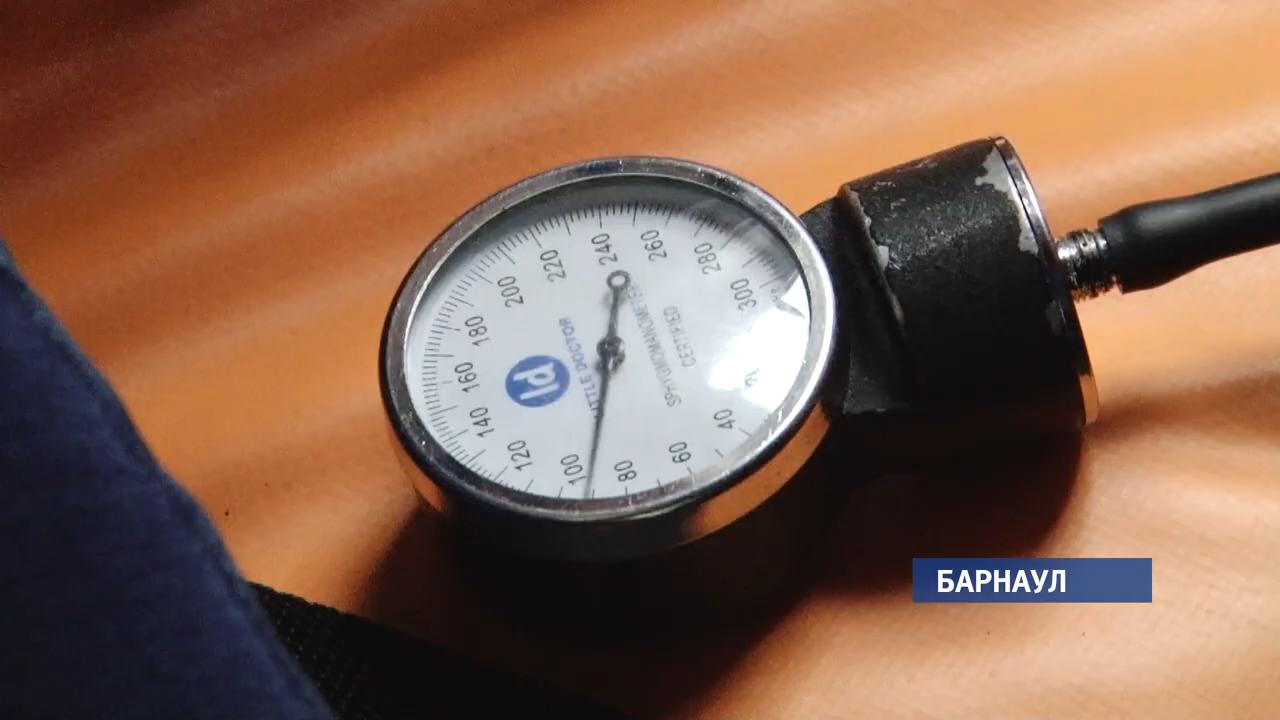 40
60
80
100
120
140
160
180
200
220
240
260
280
300
ld
LITTLE DOCTOR
SPHYGMOMANOMETER
CERTIFIED
БАРНАУЛ